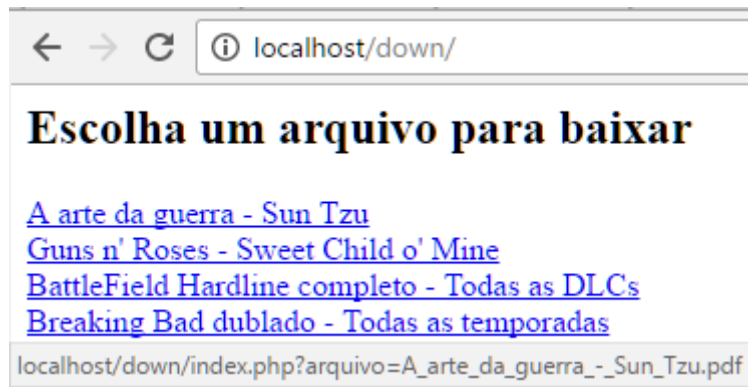 localhost/down/
Escolha um arquivo para baixar
A arte da guerra - Sun Tzu
Guns n' Roses - Sweet Child o' Mine
BattleField Hardline completo - Todas as DLCs
Breaking Bad dublado - Todas as temporadas
localhost/down/index.php?arquivo=A_arte_da_guerra_-_Sun_Tzu.pdf